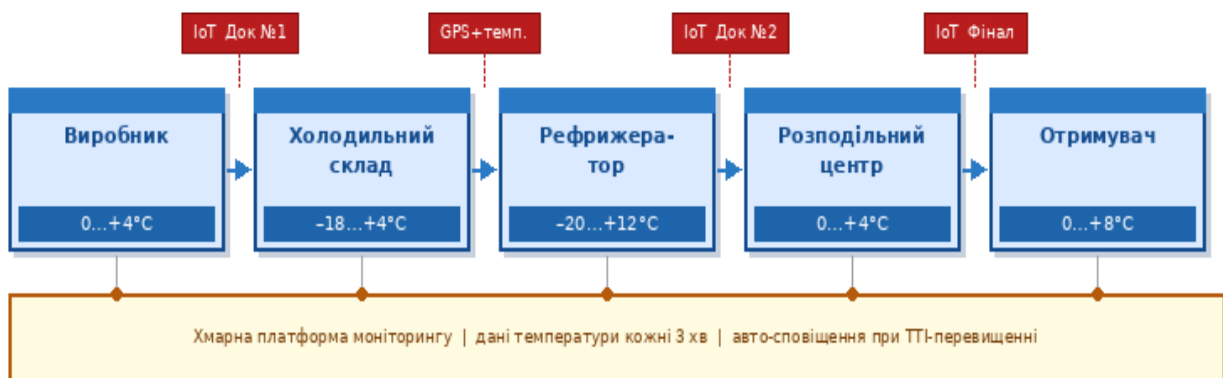 IoT Док №1
GPS+темп.
IoT Док №2
IoT Фінал
Виробник
0...+4°C
Холодильний
склад
–18...+4°C
Рефрижера-
тор
–20...+12°C
Розподільний
центр
0...+4°C
Отримувач
0...+8°C
Хмарна платформа моніторингу | дані температури кожні 3 хв | авто-сповіщення при ТТІ-перевищенні